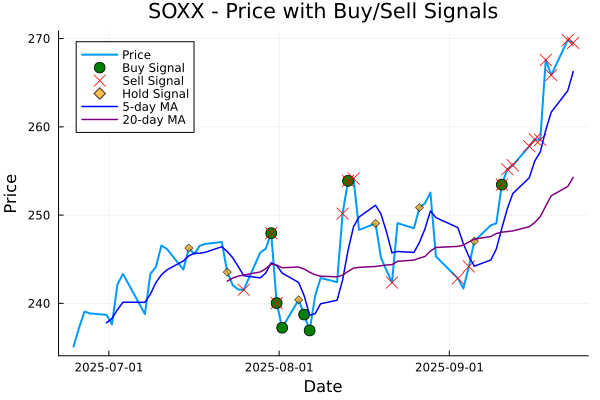 SOXX - Price with Buy/Sell Signals
270
260
250
240
Price
Price
Buy Signal
Sell Signal
Hold Signal
5-day MA
20-day MA
2025-07-01
2025-08-01
2025-09-01
Date